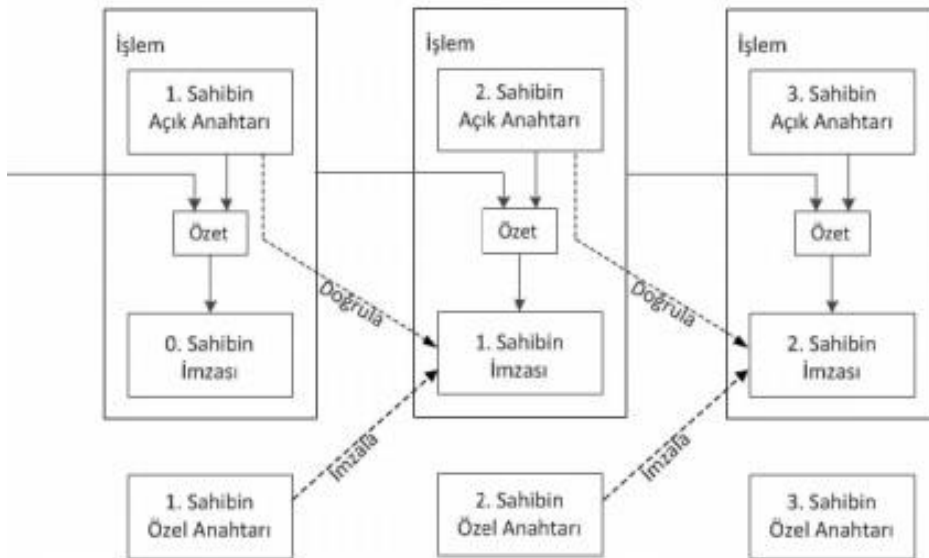 İşlem
1. Sahibin
Açık Anahtarı
Özet
0. Sahibin
İmzası
1. Sahibin
Özel Anahtarı
Doğrula
İmzala
İşlem
2. Sahibin
Açık Anahtarı
Özet
1. Sahibin
İmzası
2. Sahibin
Özel Anahtarı
Doğrula
İmzala
İşlem
3. Sahibin
Açık Anahtarı
Özet
2. Sahibin
İmzası
3. Sahibin
Özel Anahtarı